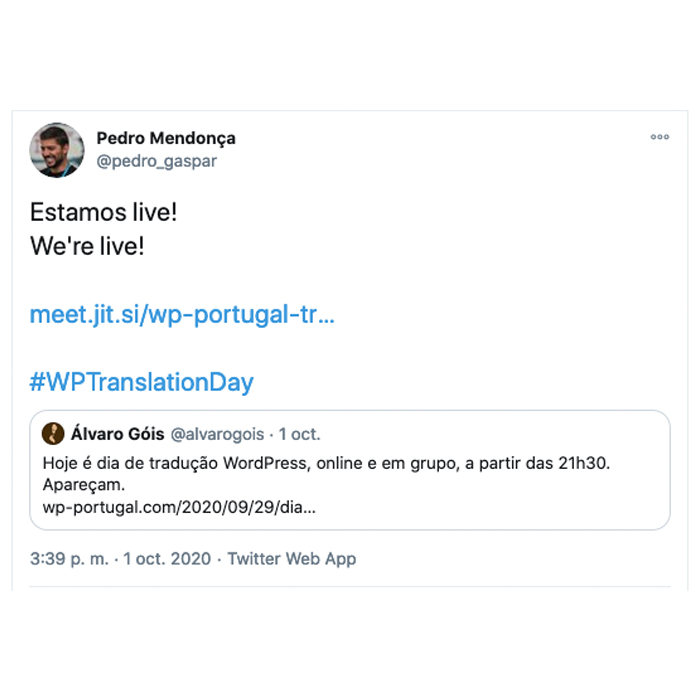 Pedro Mendonça
@pedro_gaspar
Estamos live!
We're live!
meet.jit.si/wp-portugal-tr...
#WPTranslationDay
Álvaro Góis @alvarogois · 1 oct.
Hoje é dia de tradução WordPress, online e em grupo, a partir das 21h30.
Apareçam.
wp-portugal.com/2020/09/29/dia...
3:39 p. m. · 1 oct. 2020 · Twitter Web App